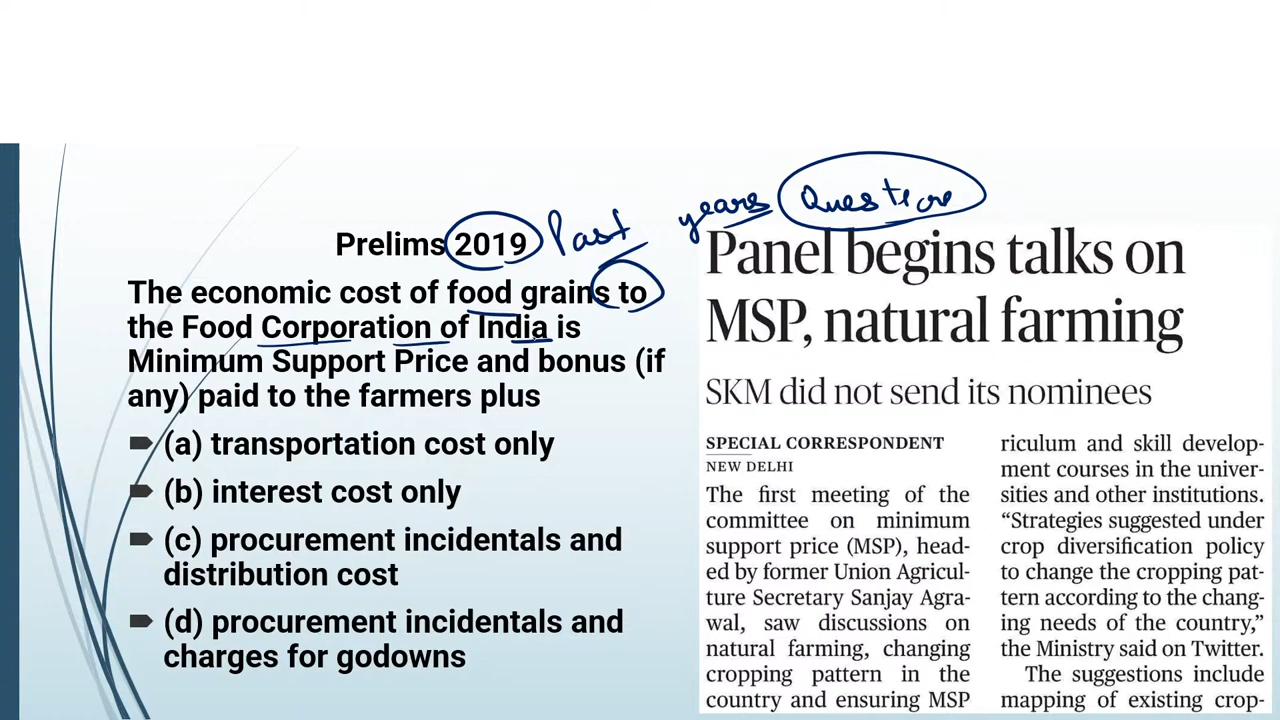 Past years Question
Prelims 2019
The economic cost of food grains to
the Food Corporation of India is
Minimum Support Price and bonus (if
any) paid to the farmers plus
(a) transportation cost only
(b) interest cost only
(c) procurement incidentals and
distribution cost
(d) procurement incidentals and
charges for godowns
Panel begins talks on
MSP, natural farming
SKM did not send its nominees
SPECIAL CORRESPONDENT
NEW DELHI
The first meeting of the
committee on minimum
support price (MSP), head-
ed by former Union Agricul-
ture Secretary Sanjay Agra-
wal, saw discussions on
natural farming, changing
cropping pattern in the
country and ensuring MSP
riculum and skill develop-
ment courses in the univer-
sities and other institutions.
“Strategies suggested under
crop diversification policy
to change the cropping pat-
tern according to the chang-
ing needs of the country,”
the Ministry said on Twitter.
The suggestions include
mapping of existing crop-